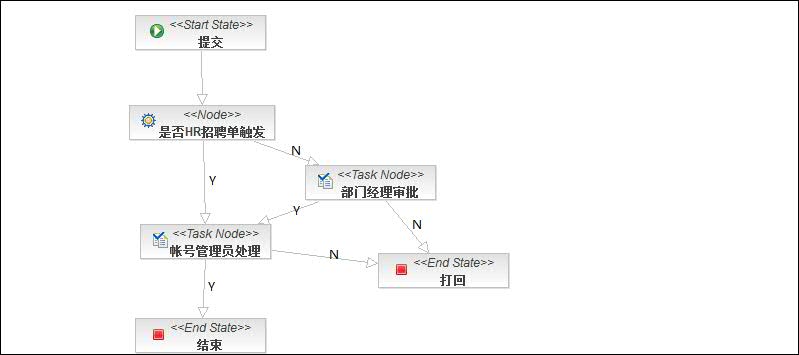 <<Start State>>
提交
<<Node>>
是否HR招聘单触发
N
<<Task Node>>
部门经理审批
Y
Y
N
<<Task Node>>
帐号管理员处理
N
<<End State>>
打回
Y
<<End State>>
结束